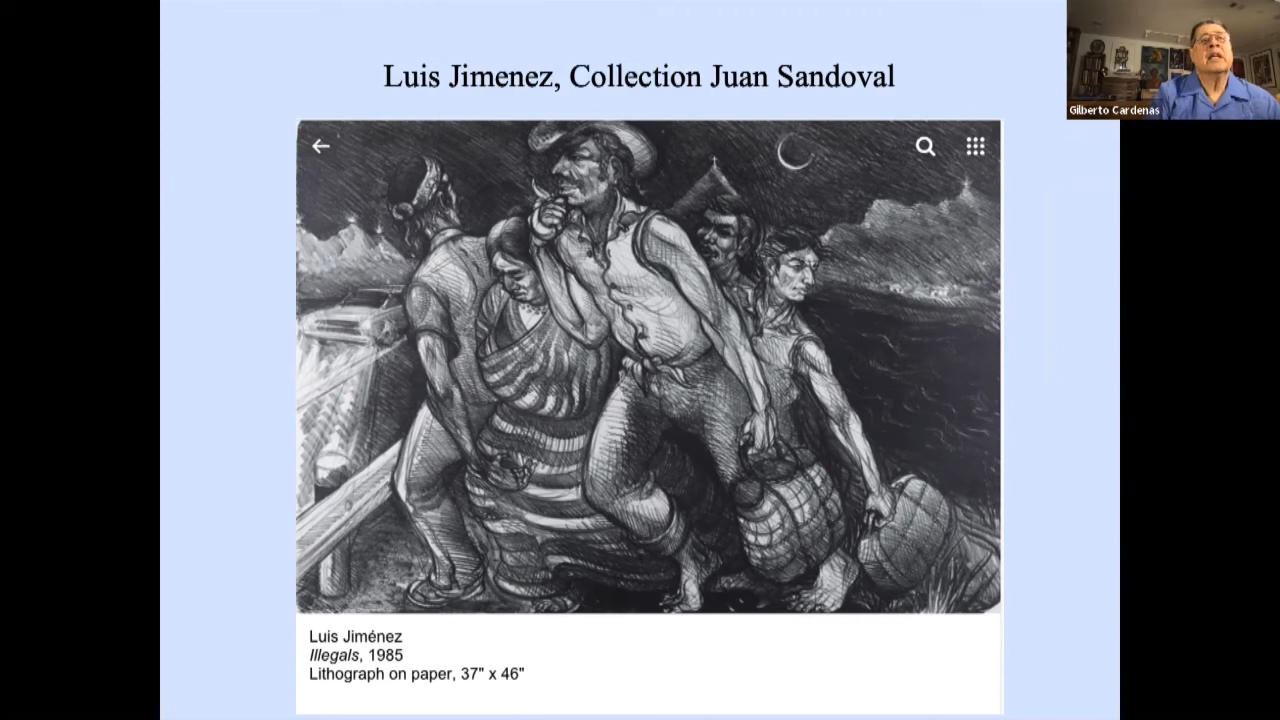 Luis Jimenez, Collection Juan Sandoval
Gilberto Cardenas
Luis Jiménez
Illegals, 1985
Lithograph on paper, 37" x 46"